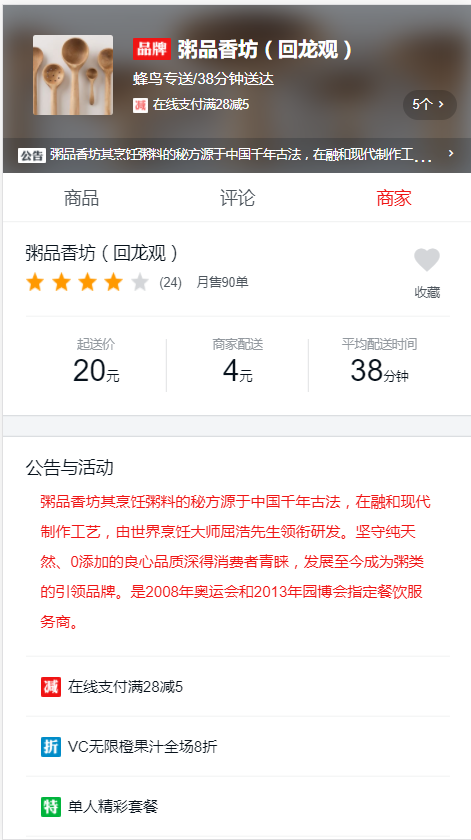 品牌 粥品香坊（回龙观）
蜂鸟专送/38分钟送达
减 在线支付满28减5
5个 >
公告 粥品香坊其烹饪粥料的秘方源于中国千年古法，在融和现代制作工... >
商品 评论 商家
粥品香坊（回龙观）
(24) 月售90单
收藏
起送价 商家配送 平均配送时间
20元 4元 38分钟
公告与活动
粥品香坊其烹饪粥料的秘方源于中国千年古法，在融和现代
制作工艺，由世界烹饪大师屈浩先生领衔研发。坚守纯天
然、0添加的良心品质深得消费者青睐，发展至今成为粥类
的引领品牌。是2008年奥运会和2013年园博会指定餐饮服
务商。
减 在线支付满28减5
折 VC无限橙果汁全场8折
特 单人精彩套餐